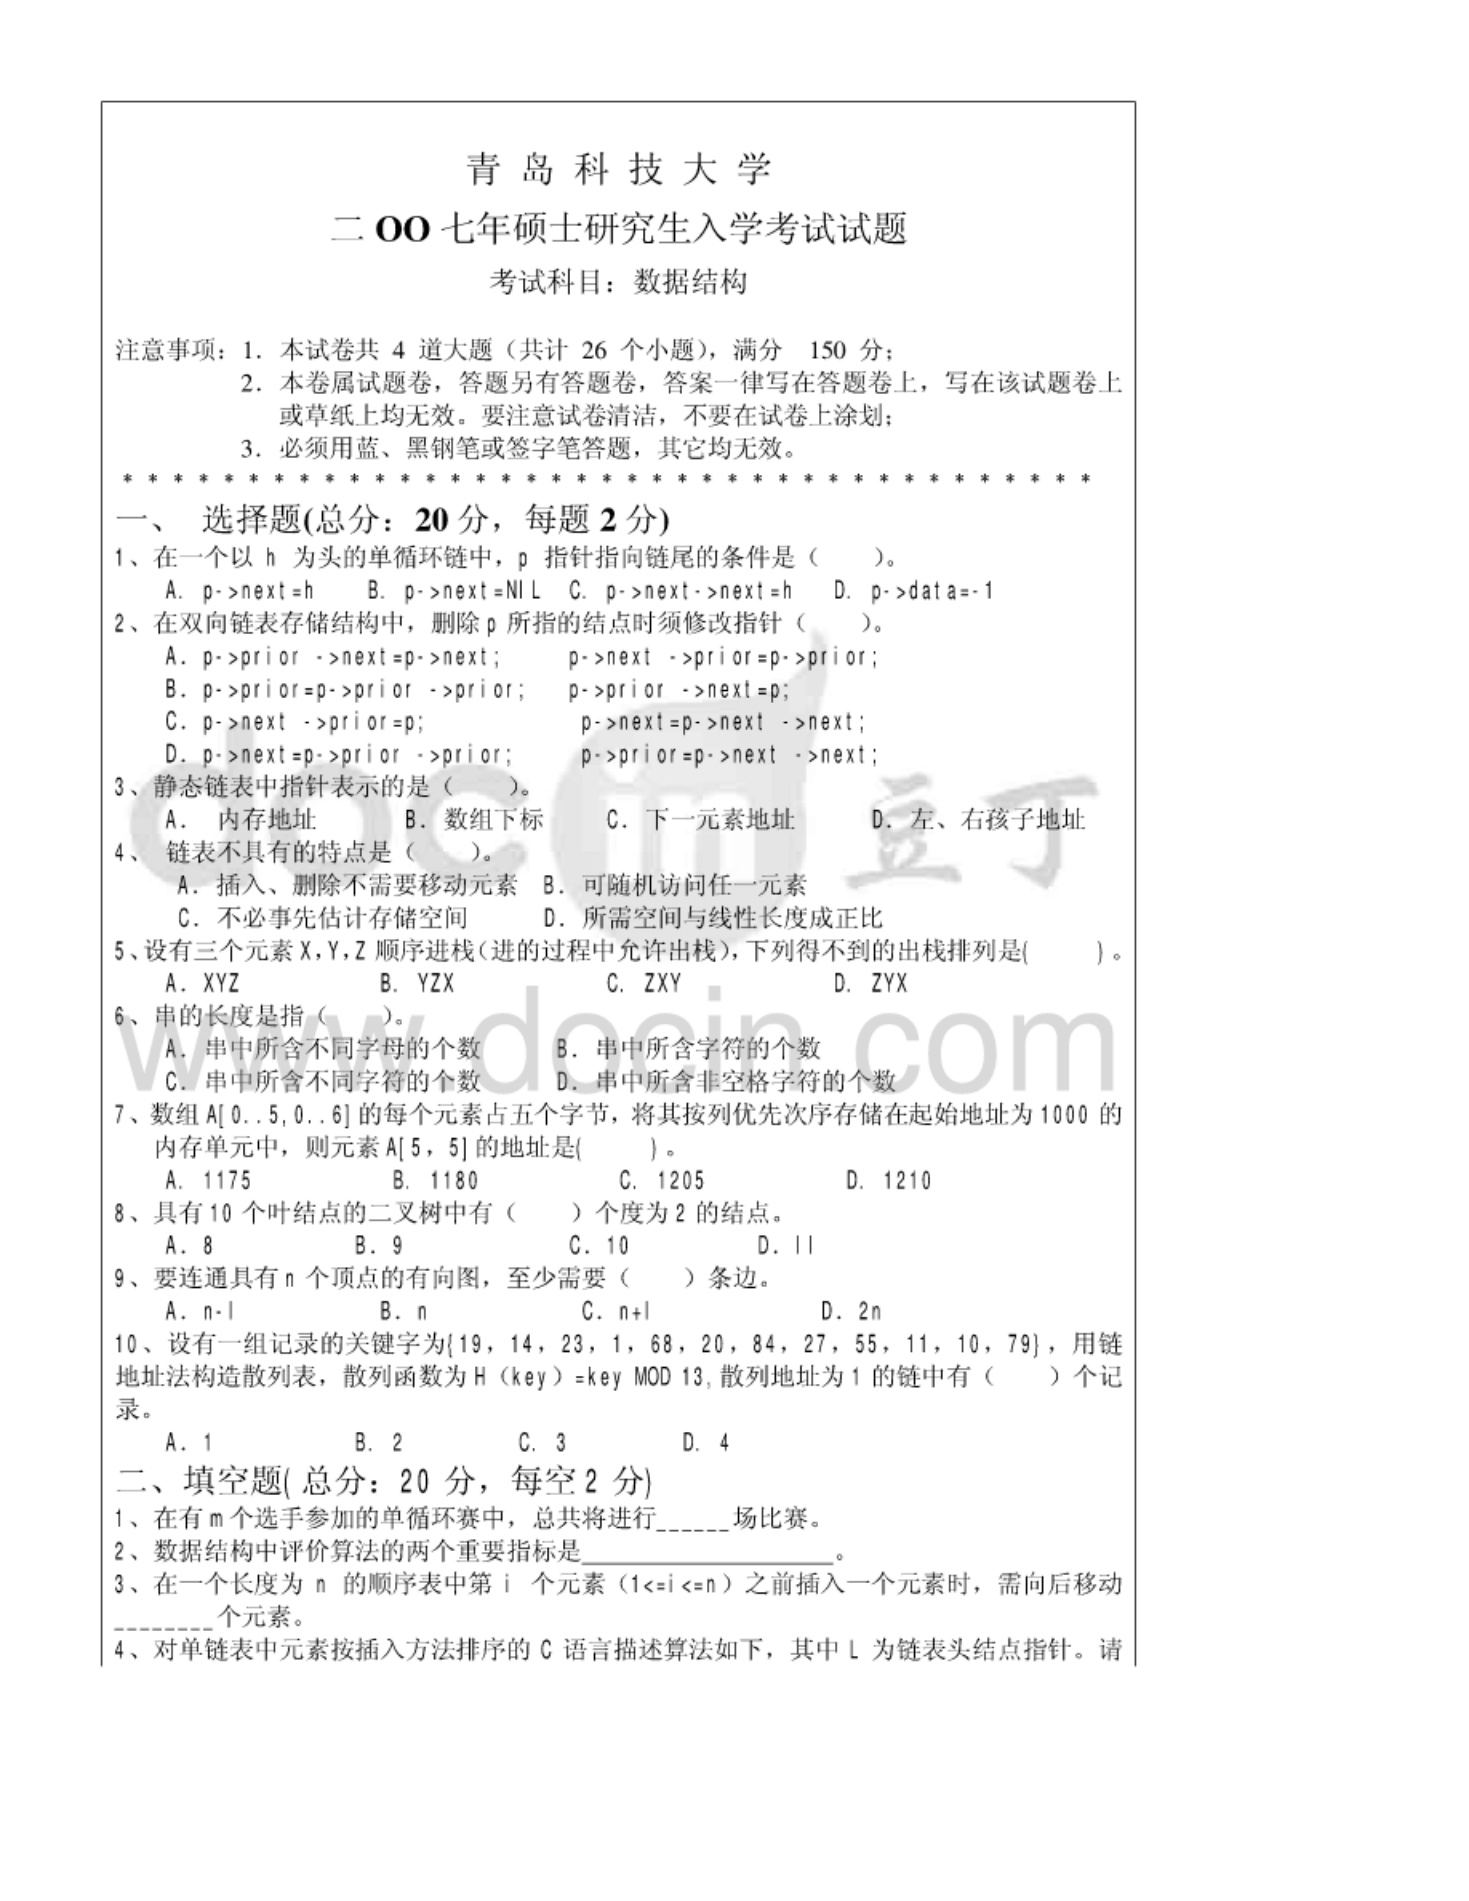 青 岛 科 技 大 学
二 OO 七年硕士研究生入学考试试题
考试科目：数据结构
注意事项：1． 本试卷共 4 道大题（共计 26 个小题），满分 150 分；
2． 本卷属试题卷，答题另有答题卷，答案一律写在答题卷上，写在该试题卷上
或草纸上均无效。要注意试卷清洁，不要在试卷上涂划；
3． 必须用蓝、黑钢笔或签字笔答题，其它均无效。
* * * * * * * * * * * * * * * * * * * * * * * * * * * * * * * * * * * * * * *
一、 选择题(总分：20 分，每题 2 分)
1、在一个以 h 为头的单循环链中，p 指针指向链尾的条件是（ ）。
A. p->next=h B. p->next=NIL C. p->next->next=h D. p->data=-1
2、在双向链表存储结构中，删除 p 所指的结点时须修改指针（ ）。
A．p->prior ->next=p->next; p->next ->prior=p->prior;
B．p->prior=p->prior ->prior; p->prior ->next=p;
C．p->next ->prior=p; p->next=p->next ->next;
D．p->next=p->prior ->prior; p->prior=p->next ->next;
3、静态链表中指针表示的是（ ）。
A． 内存地址 B．数组下标 C．下一元素地址 D．左、右孩子地址
4、 链表不具有的特点是（ ）。
A．插入、删除不需要移动元素 B．可随机访问任一元素
C．不必事先估计存储空间 D．所需空间与线性长度成正比
5、设有三个元素 X，Y，Z 顺序进栈（进的过程中允许出栈），下列得不到的出栈排列是( )。
A．XYZ B. YZX C. ZXY D. ZYX
6、串的长度是指（ ）。
A．串中所含不同字母的个数 B．串中所含字符的个数
C．串中所含不同字符的个数 D．串中所含非空格字符的个数
7、数组 A[0..5,0..6]的每个元素占五个字节，将其按列优先次序存储在起始地址为 1000 的
内存单元中，则元素 A[5，5]的地址是( )。
A. 1175 B. 1180 C. 1205 D. 1210
8、具有 10 个叶结点的二叉树中有（ ）个度为 2 的结点。
A．8 B．9 C．10 D．ll
9、要连通具有 n 个顶点的有向图，至少需要（ ）条边。
A．n-l B．n C．n+l D．2n
10、设有一组记录的关键字为{19，14，23，1，68，20，84，27，55，11，10，79}，用链
地址法构造散列表，散列函数为 H（key）=key MOD 13,散列地址为 1 的链中有（ ）个记
录。
A．1 B. 2 C. 3 D. 4
二、填空题( 总分：20 分，每空 2 分)
1、在有 m 个选手参加的单循环赛中，总共将进行______场比赛。
2、数据结构中评价算法的两个重要指标是____________________。
3、在一个长度为 n 的顺序表中第 i 个元素（1<=i<=n）之前插入一个元素时，需向后移动
________个元素。
4、对单链表中元素按插入方法排序的 C 语言描述算法如下，其中 L 为链表头结点指针。请
docin 豆丁
www.docin.com